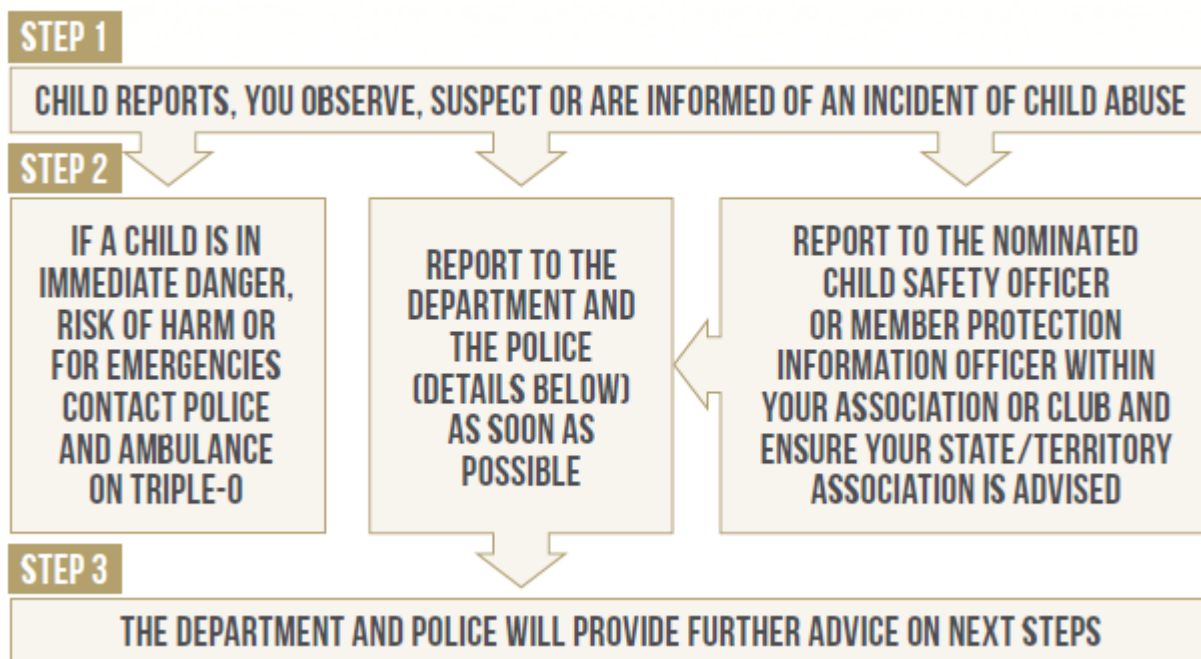 STEP 1
CHILD REPORTS, YOU OBSERVE, SUSPECT OR ARE INFORMED OF AN INCIDENT OF CHILD ABUSE
STEP 2
IF A CHILD IS IN
IMMEDIATE DANGER,
RISK OF HARM OR
FOR EMERGENCIES
CONTACT POLICE
AND AMBULANCE
ON TRIPLE-0
REPORT TO THE
DEPARTMENT AND
THE POLICE
(DETAILS BELOW)
AS SOON AS
POSSIBLE
REPORT TO THE NOMINATED
CHILD SAFETY OFFICER
OR MEMBER PROTECTION
INFORMATION OFFICER WITHIN
YOUR ASSOCIATION OR CLUB AND
ENSURE YOUR STATE/TERRITORY
ASSOCIATION IS ADVISED
STEP 3
THE DEPARTMENT AND POLICE WILL PROVIDE FURTHER ADVICE ON NEXT STEPS